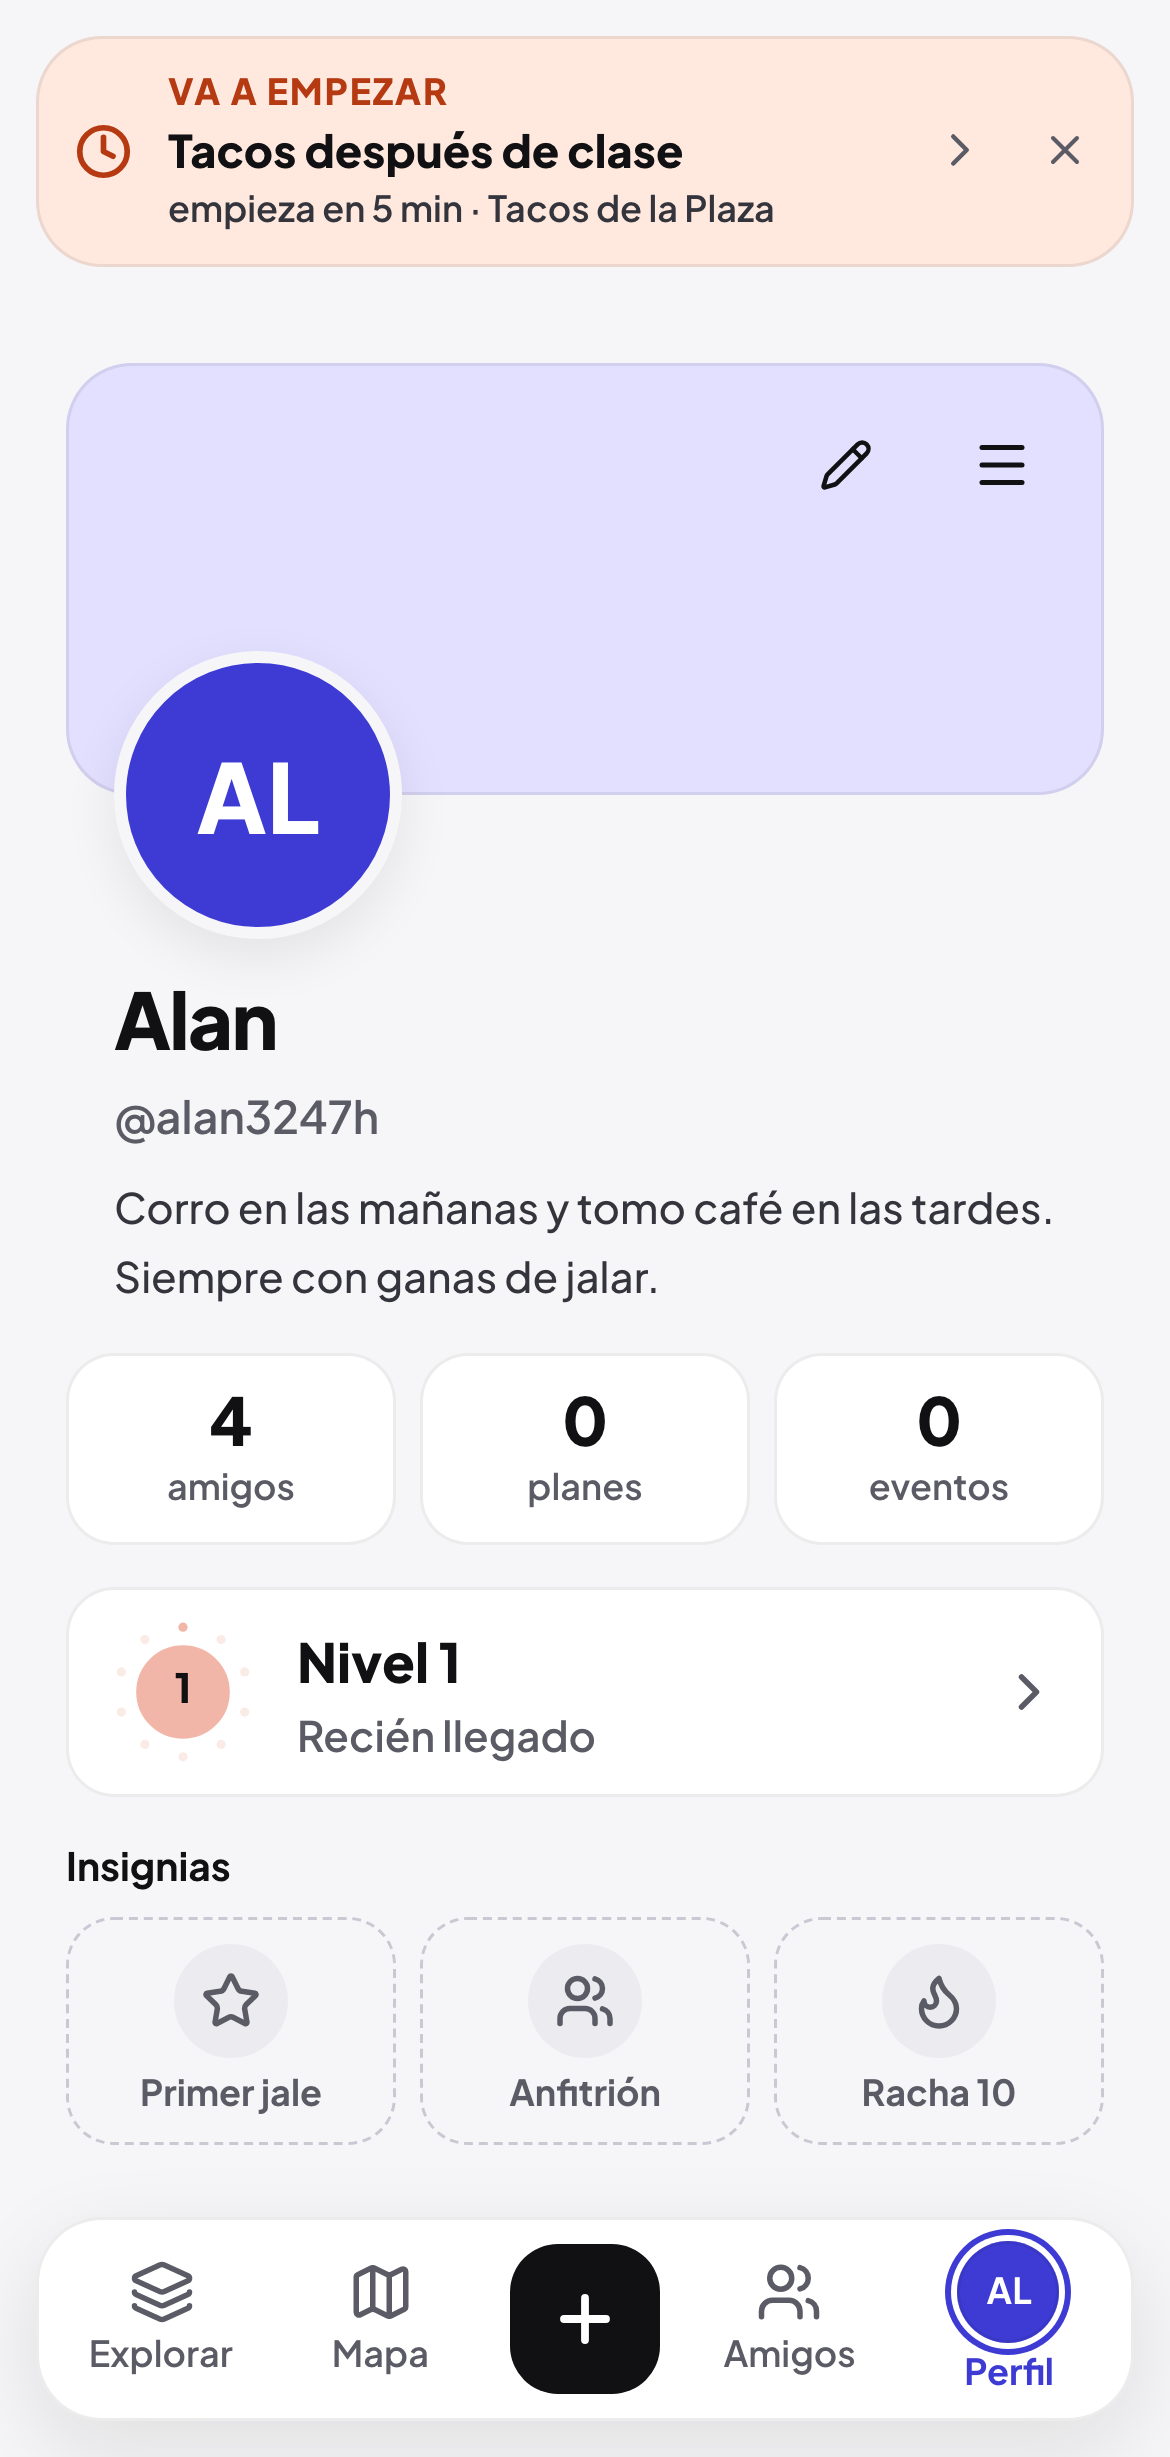 VA A EMPEZAR
Tacos después de clase
empieza en 5 min · Tacos de la Plaza
AL
Alan
@alan3247h
Corro en las mañanas y tomo café en las tardes.
Siempre con ganas de jalar.
4
amigos
0
planes
0
eventos
1
Nivel 1
Recién llegado
Insignias
Primer jale
Anfitrión
Racha 10
Explorar
Mapa
Amigos
AL
Perfil